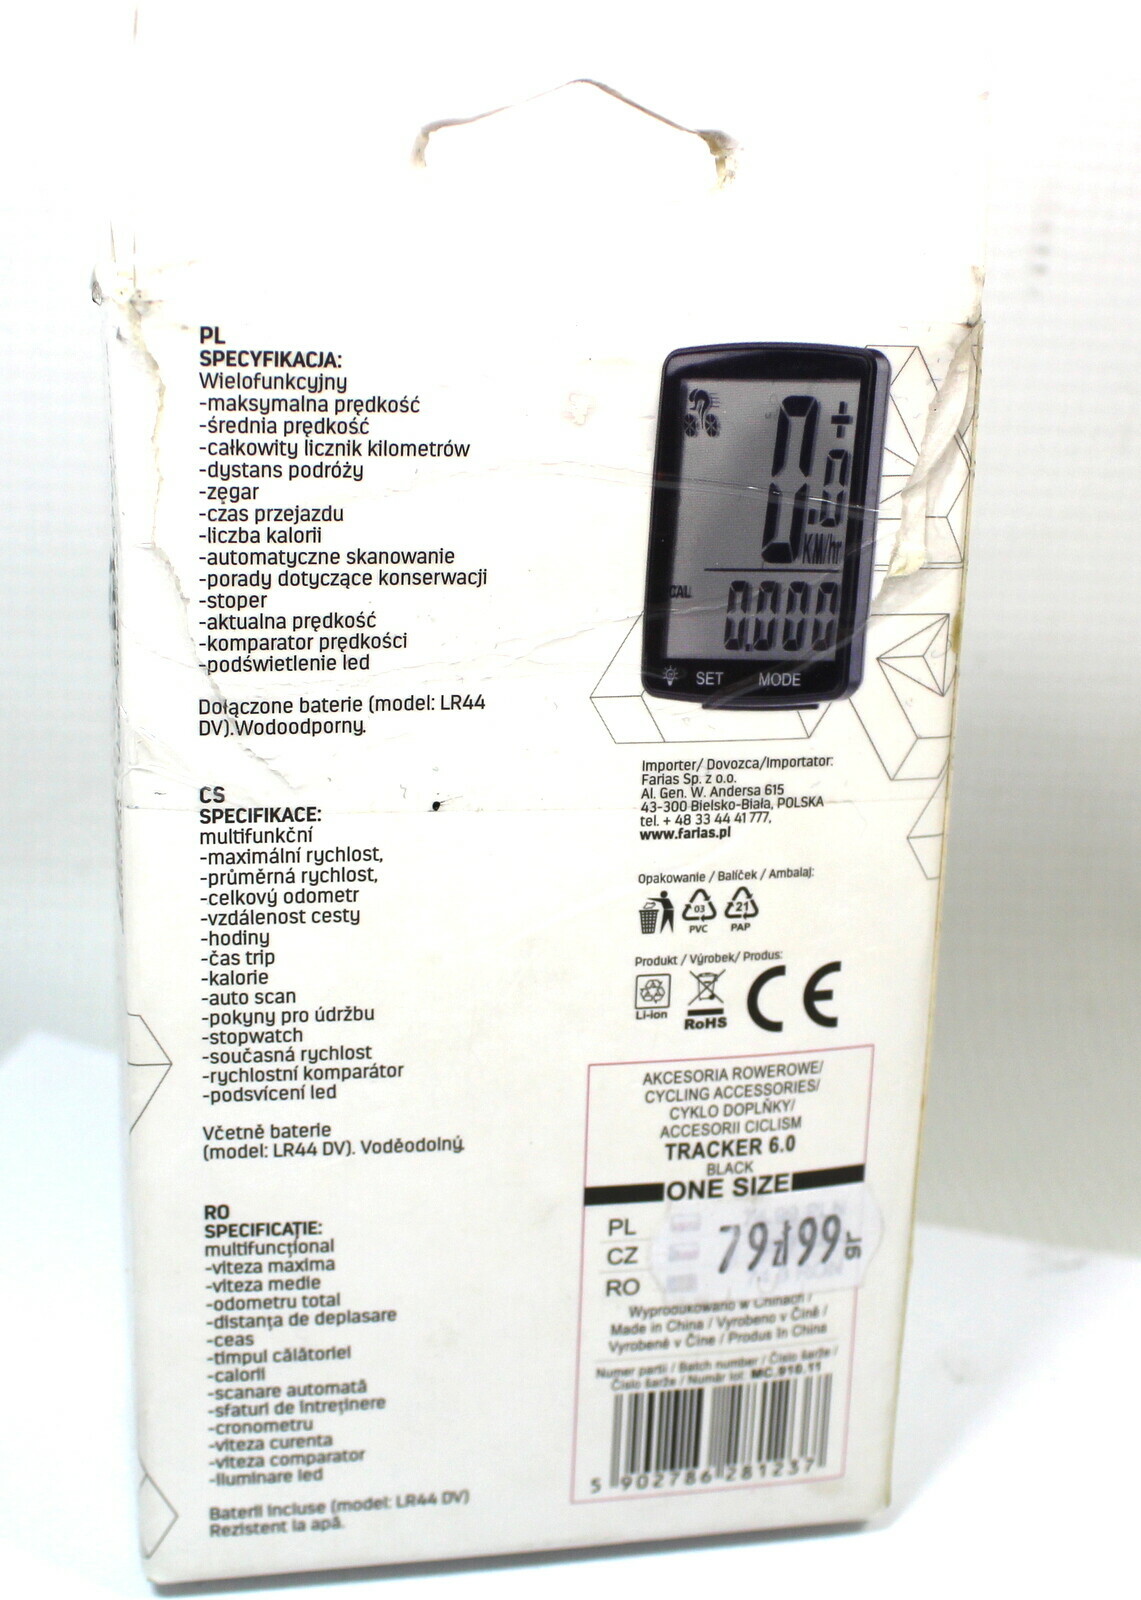 PL
SPECYFIKACJA:
Wielofunkcyjny
-maksymalna prędkość
-średnia prędkość
-całkowity licznik kilometrów
-dystans podróży
-zęgar
-czas przejazdu
-liczba kalorii
-automatyczne skanowanie
-porady dotyczące konserwacji
-stoper
-aktualna prędkość
-komparator prędkości
-podświetlenie led
Dołączone baterie (model: LR44
DV).Wodoodporny.
CS
SPECIFIKACE:
multifunkční
-maximální rychlost,
-průměrná rychlost,
-celkový odometr
-vzdálenost cesty
-hodiny
-čas trip
-kalorie
-auto scan
-pokyny pro údržbu
-stopwatch
-současná rychlost
-rychlostní komparátor
-podsvícení led
Včetně baterie
(model: LR44 DV). Voděodolný.
RO
SPECIFICAȚIE:
multifuncțional
-viteza maxima
-viteza medie
-odometru total
-distanța de deplasare
-ceas
-timpul călătoriei
-calorii
-scanare automată
-sfaturi de întreținere
-cronometru
-viteza curenta
-viteza comparator
-iluminare led
Baterii incluse (model: LR44 DV)
Rezistent la apă.
0.0
KM/hr
CAL
0.000
SET MODE
Importer/ Dovozca/Importator:
Farias Sp. z o.o.
Al. Gen. W. Andersa 615
43-300 Bielsko-Biała, POLSKA
tel. + 48 33 44 41 777,
www.farias.pl
Opakowanie / Balíček / Ambalaj:
03 21
PVC PAP
Produkt / Výrobek/ Produs:
Li-ion RoHS CE
AKCESORIA ROWEROWE/
CYCLING ACCESSORIES/
CYKLO DOPLŇKY/
ACCESORII CICLISM
TRACKER 6.0
BLACK
ONE SIZE
PL
CZ
RO
79zł99gr
Wyprodukowano w Chinach /
Made in China / Vyrobeno v Číně /
Vyrobené v Číne / Produs în China
Numer partii / Batch number / Číslo šarže /
Číslo šarže / Număr lot: MC.910.11
5 902786 281237